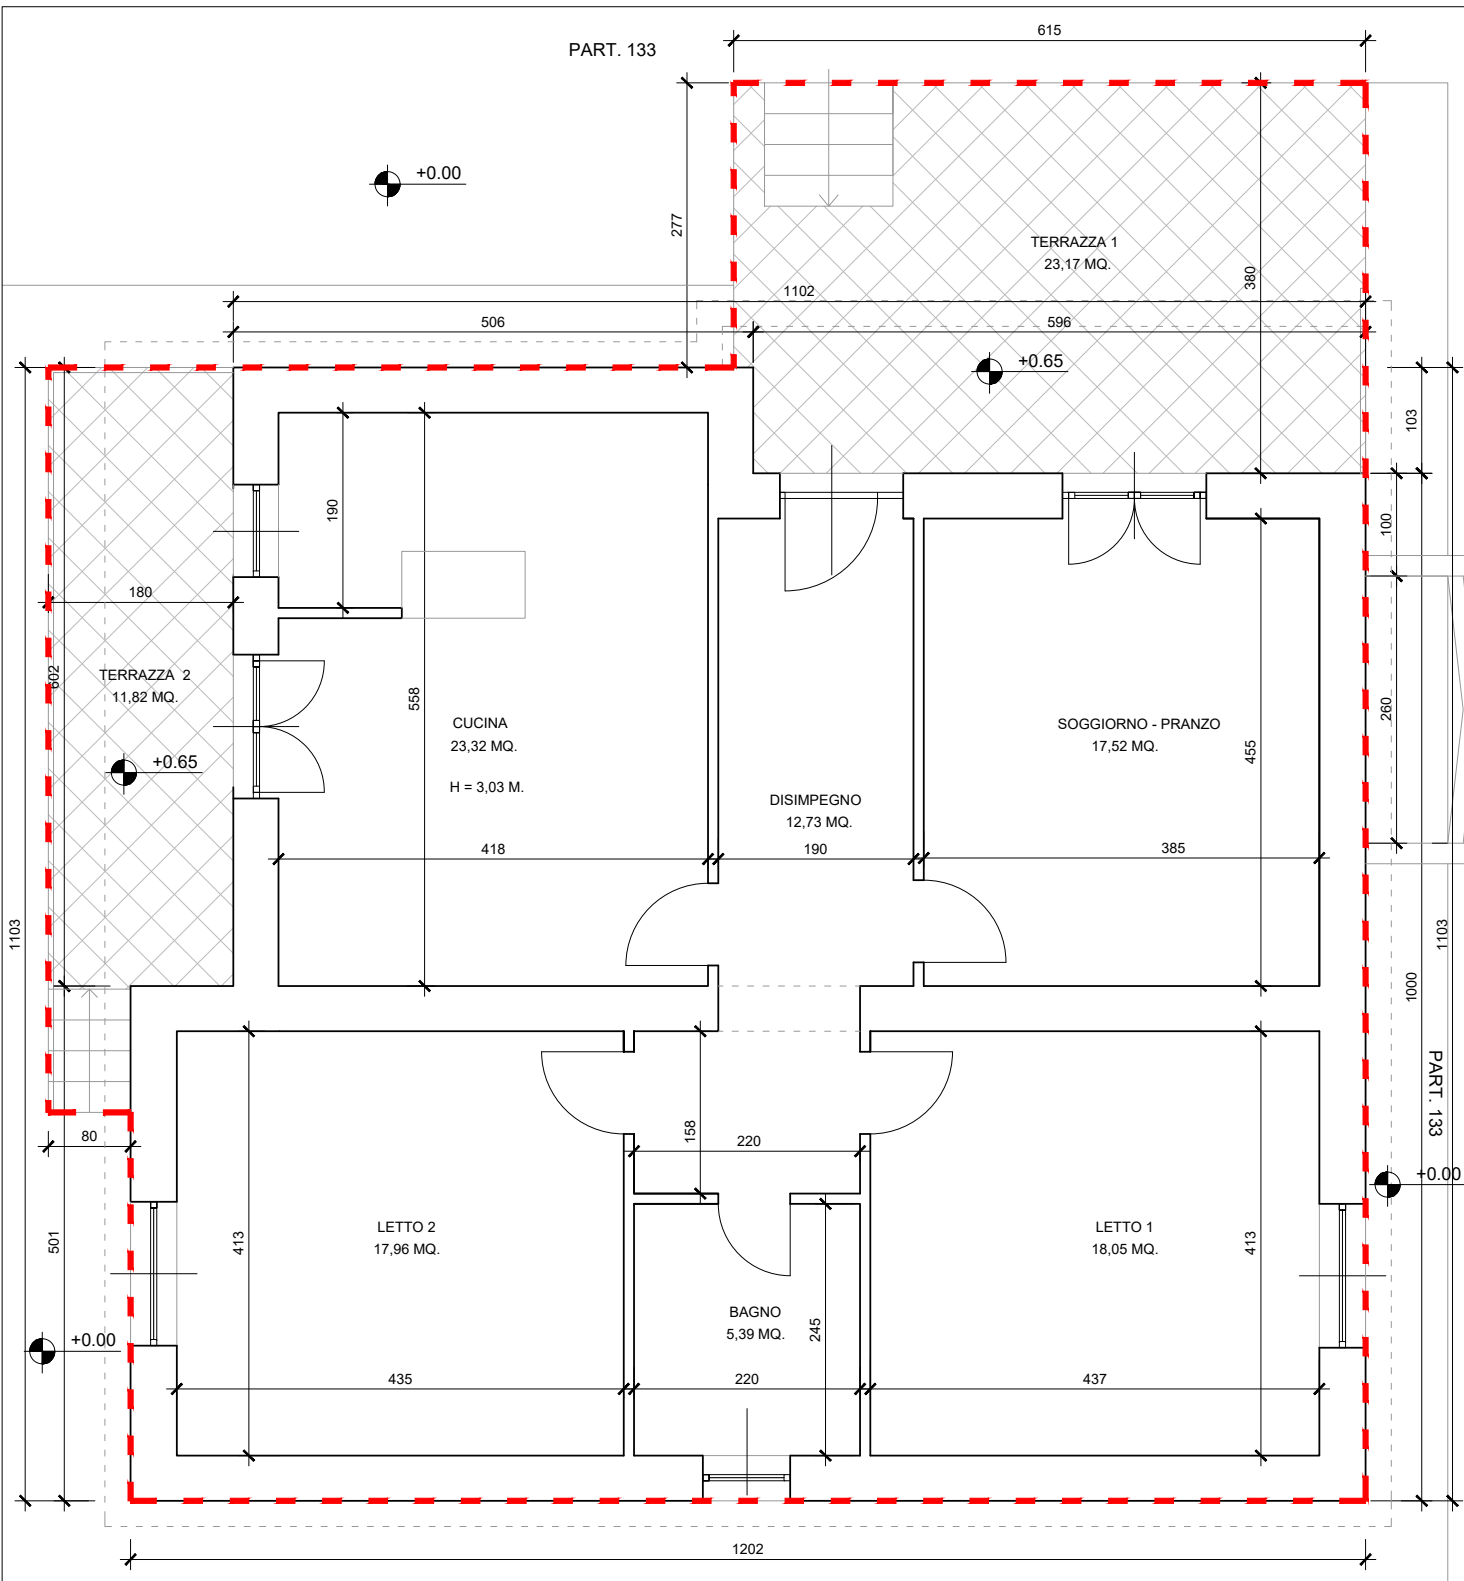 615
PART. 133
+0.00
277
TERRAZZA 1
23,17 MQ.
380
1102
506
596
+0.65
103
190
100
180
602
TERRAZZA  2
11,82 MQ.
+0.65
558
CUCINA
23,32 MQ.
H = 3,03 M.
SOGGIORNO - PRANZO
17,52 MQ.
455
260
DISIMPEGNO
12.73 MQ.
418
190
385
1103
1103
1000
PART. 133
80
158
220
+0.00
501
413
LETTO 2
17,96 MQ.
LETTO 1
18,05 MQ.
413
BAGNO
5,39 MQ.
245
+0.00
435
220
437
1202